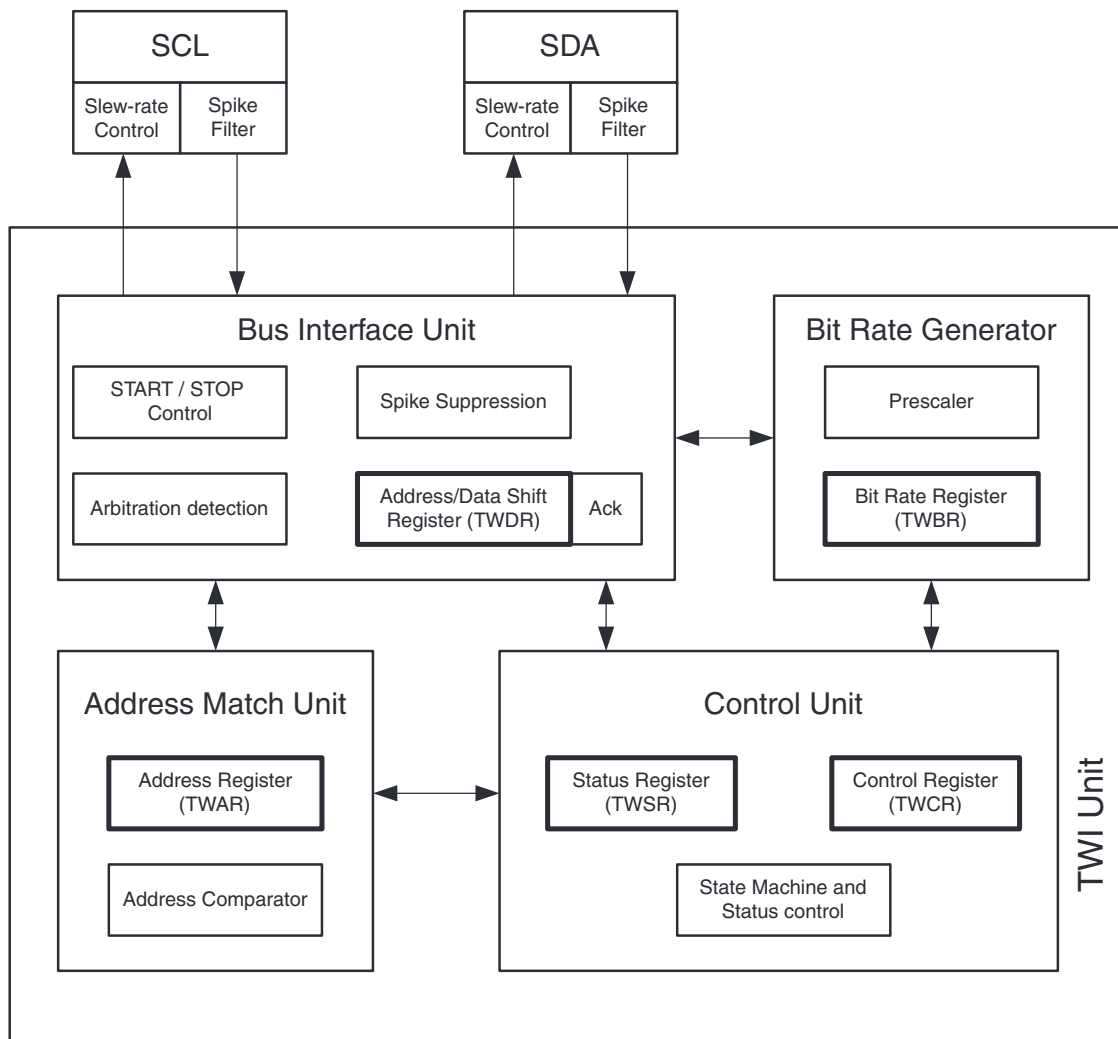 SCL
SDA
Slew-rate
Control
Spike
Filter
Slew-rate
Control
Spike
Filter
Bus Interface Unit
START / STOP
Control
Spike Suppression
Arbitration detection
Address/Data Shift
Register (TWDR)
Ack
Bit Rate Generator
Prescaler
Bit Rate Register
(TWBR)
Address Match Unit
Address Register
(TWAR)
Address Comparator
Control Unit
Status Register
(TWSR)
Control Register
(TWCR)
State Machine and
Status control
TWI Unit